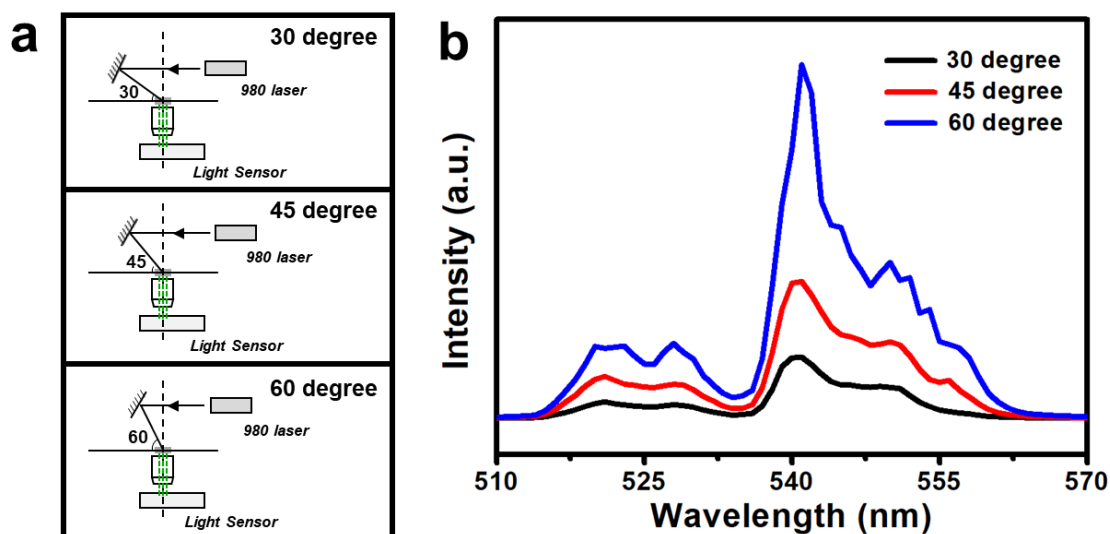 a
30 degree
980 laser
30
Light Sensor
45 degree
980 laser
45
Light Sensor
60 degree
980 laser
60
Light Sensor
b
30 degree
45 degree
60 degree
Intensity (a.u.)
510 525 540 555 570
Wavelength (nm)